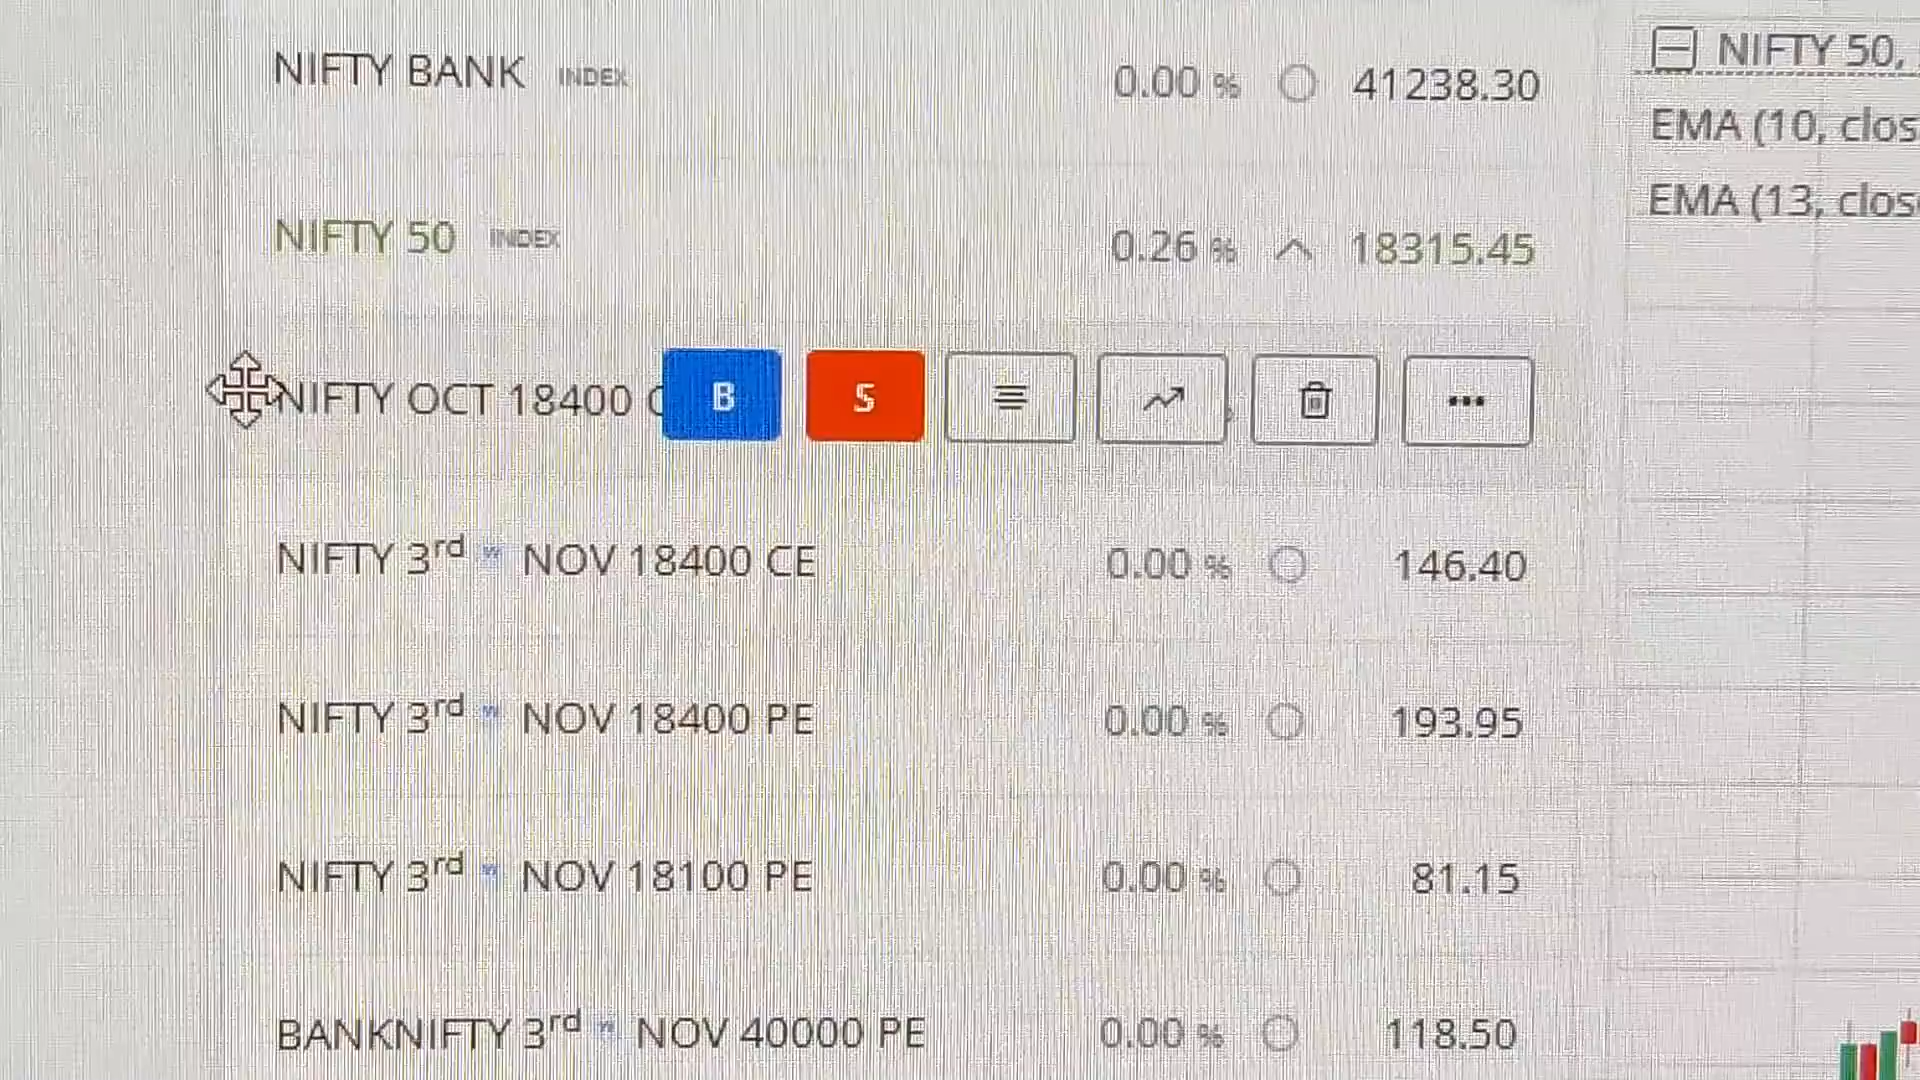 NIFTY BANK INDEX 0.00 % 41238.30
NIFTY 50 INDEX 0.26 % 18315.45
NIFTY OCT 18400 B S
NIFTY 3rd w NOV 18400 CE 0.00 % 146.40
NIFTY 3rd w NOV 18400 PE 0.00 % 193.95
NIFTY 3rd w NOV 18100 PE 0.00 % 81.15
BANKNIFTY 3rd w NOV 40000 PE 0.00 % 118.50
NIFTY 50,
EMA (10, clos
EMA (13, clos